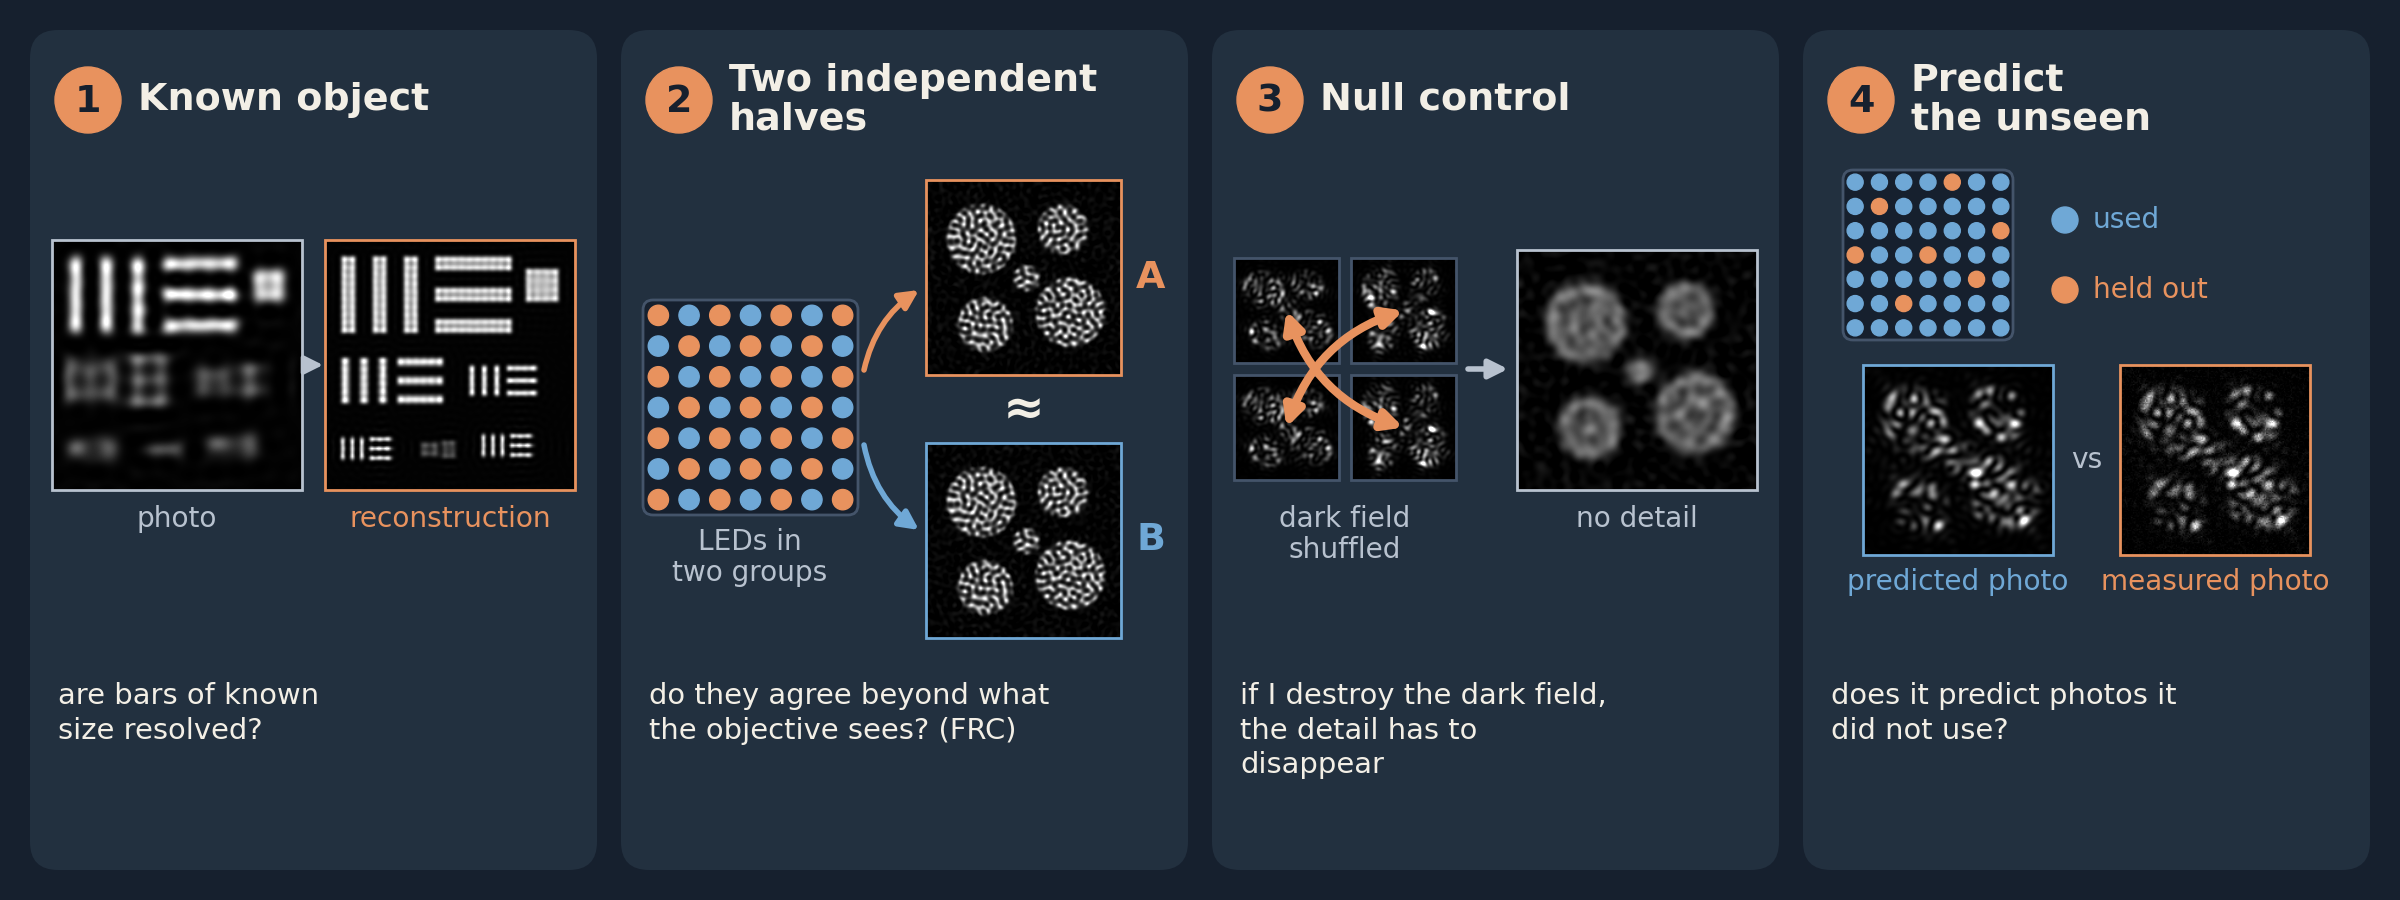 1 Known object
photo
reconstruction
are bars of known
size resolved?
2 Two independent
halves
A
≈
B
LEDs in
two groups
do they agree beyond what
the objective sees? (FRC)
3 Null control
dark field
shuffled
no detail
if I destroy the dark field,
the detail has to
disappear
4 Predict
the unseen
used
held out
vs
predicted photo
measured photo
does it predict photos it
did not use?